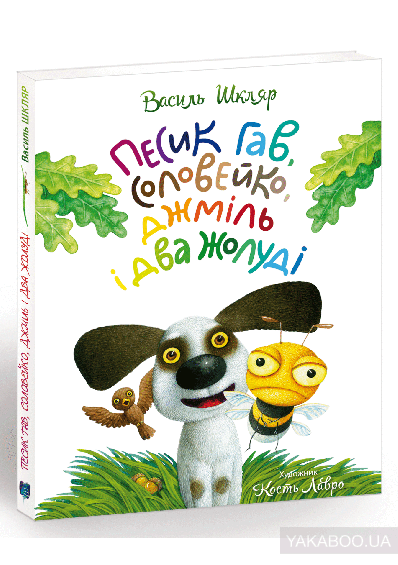 Василь Шкляр
Песик Гав,
соловейко,
джміль
і два жолуді
Художник
Кость Лавро
Василь Шкляр
Песик Гав, соловейко, джміль і два жолуді
YAKABOO.UA